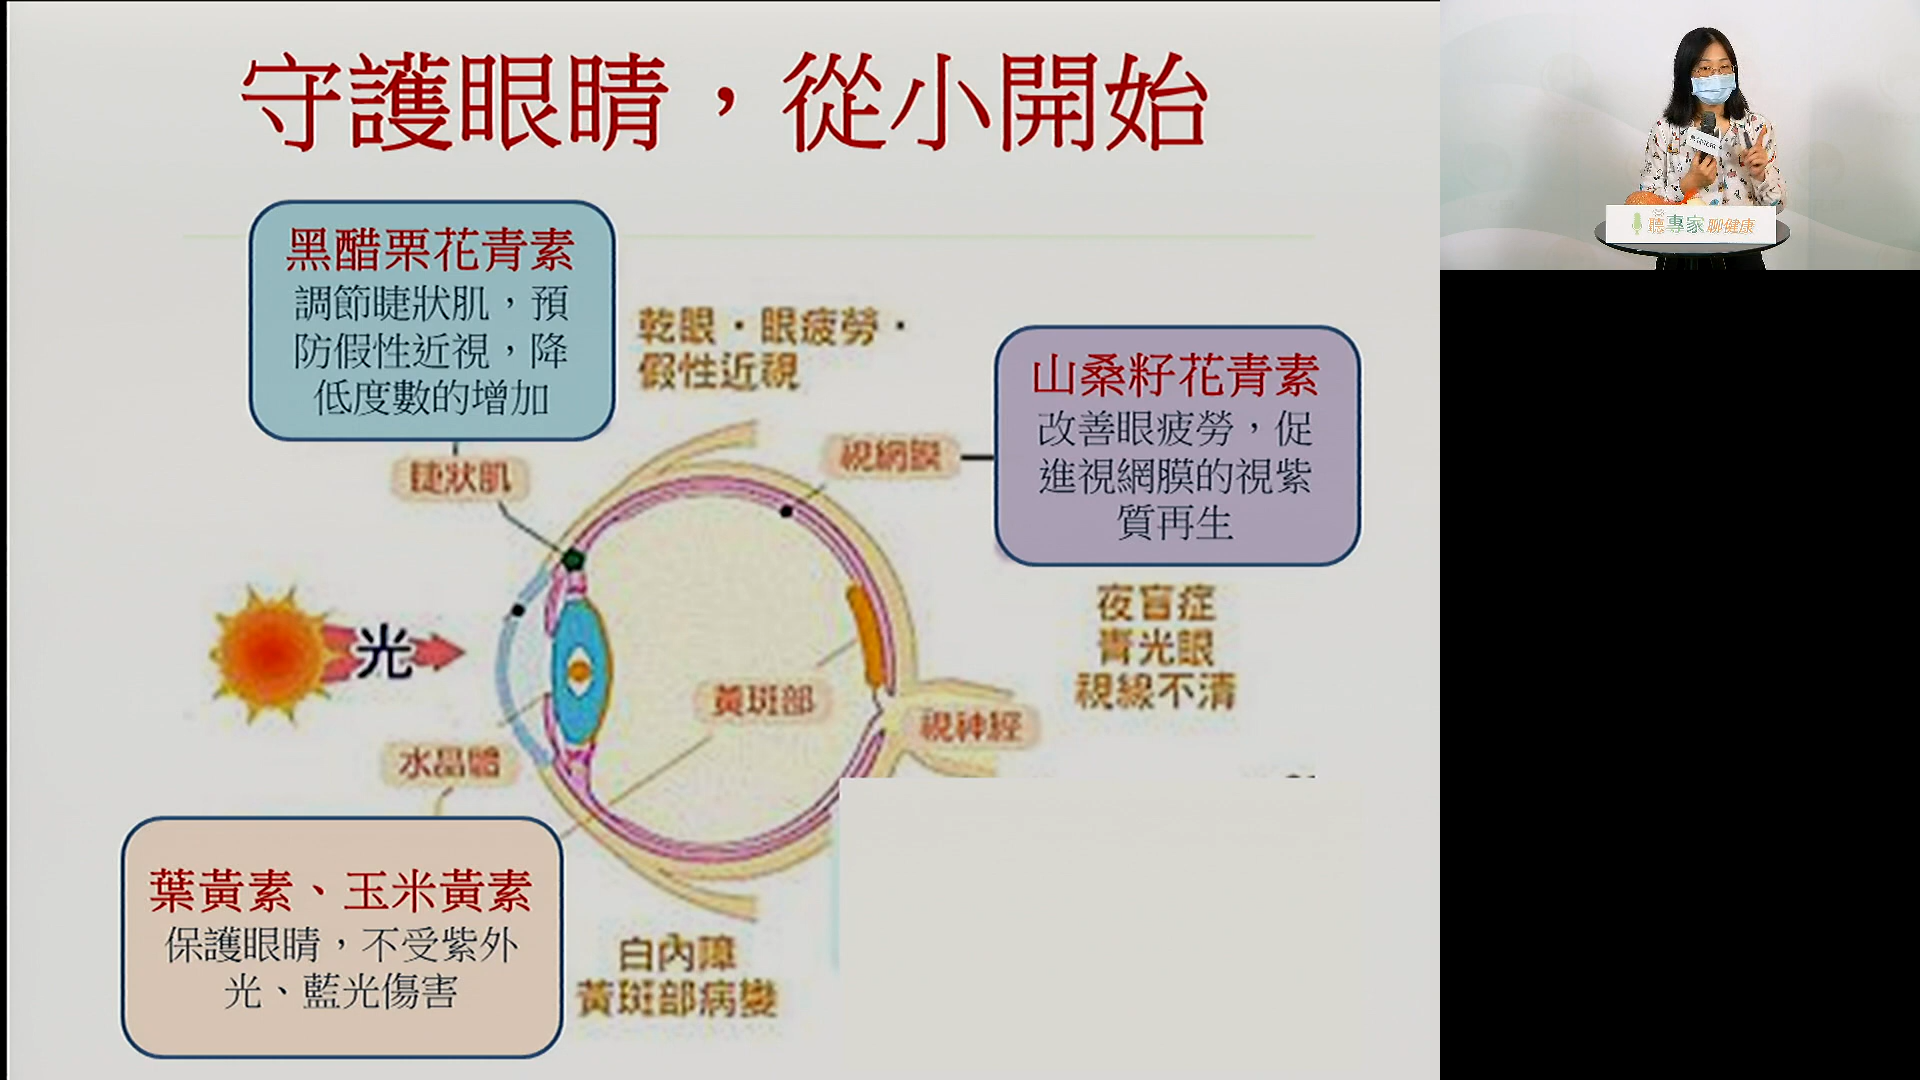 守護眼睛，從小開始
黑醋栗花青素
調節睫狀肌，預
防假性近視，降
低度數的增加
乾眼・眼疲勞・
假性近視
山桑籽花青素
改善眼疲勞，促
進視網膜的視紫
質再生
視網膜
睫狀肌
夜盲症
青光眼
視線不清
光
黃斑部
視神經
水晶體
葉黃素、玉米黃素
保護眼睛，不受紫外
光、藍光傷害
白內障
黃斑部病變
聽專家聊健康